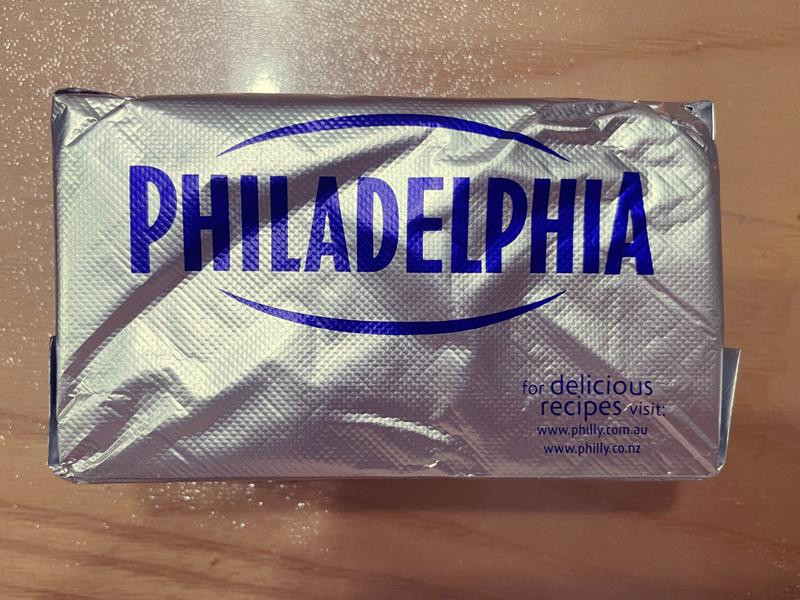 PHILADELPHIA
for delicious
recipes visit:
www.philly.com.au
www.philly.co.nz